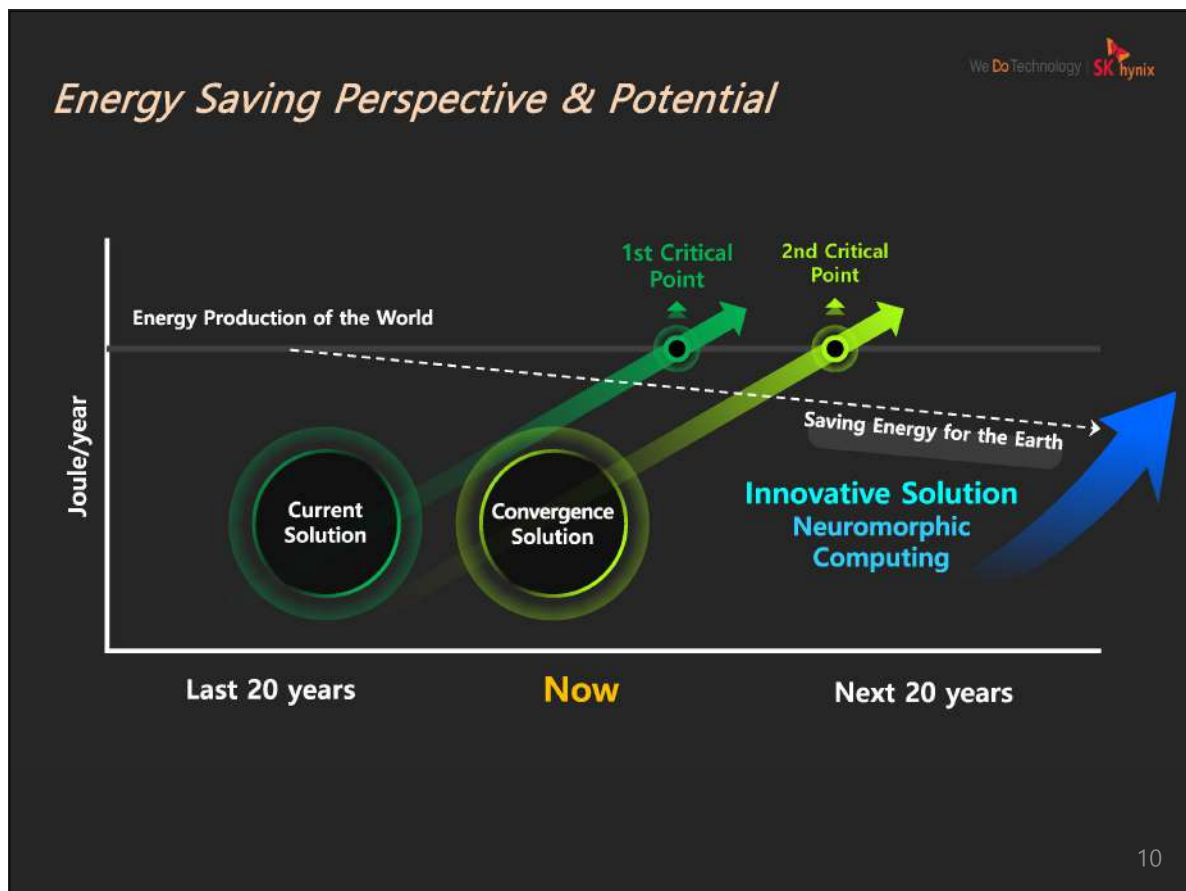 We Do Technology | SK hynix
Energy Saving Perspective & Potential
1st Critical
Point
2nd Critical
Point
Energy Production of the World
Saving Energy for the Earth
Joule/year
Current
Solution
Convergence
Solution
Innovative Solution
Neuromorphic
Computing
Last 20 years
Now
Next 20 years
10